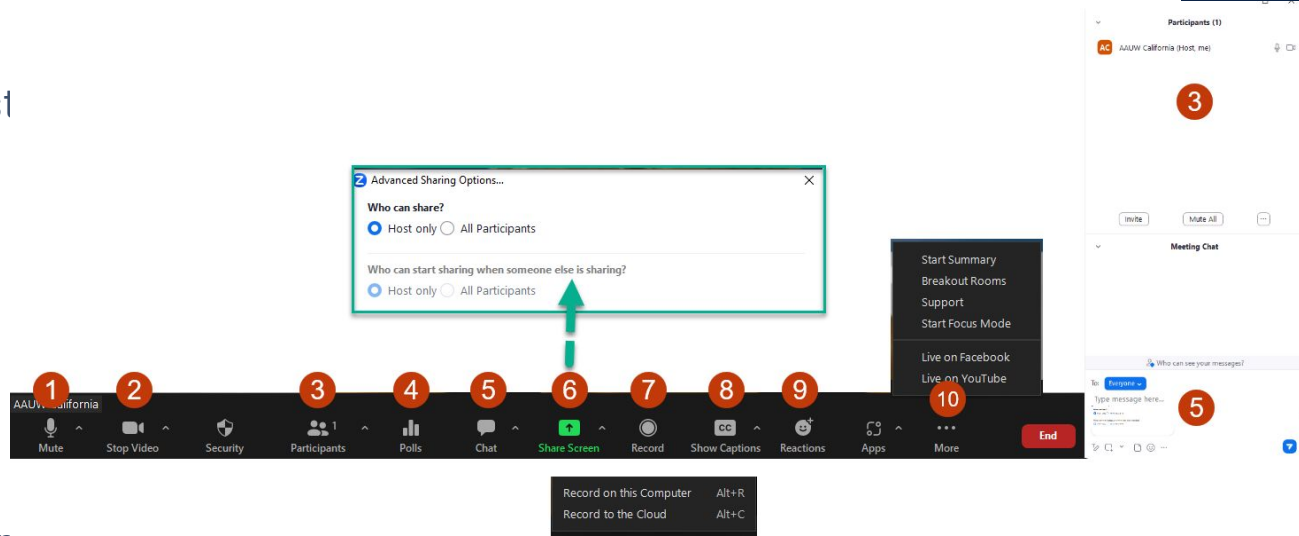 Participants (1)
AC AAUW California (Host, me)
3
Invite Mute All ...
Meeting Chat
Who can see your messages?
To: Everyone
Type message here...
5
Advanced Sharing Options...
Who can share?
Host only All Participants
Who can start sharing when someone else is sharing?
Host only All Participants
Start Summary
Breakout Rooms
Support
Start Focus Mode
Live on Facebook
Live on YouTube
1 2 3 4 5 6 7 8 9 10
AAUW California
1
CC
Mute Stop Video Security Participants Polls Chat Share Screen Record Show Captions Reactions Apps More End
Record on this Computer Alt+R
Record to the Cloud Alt+C